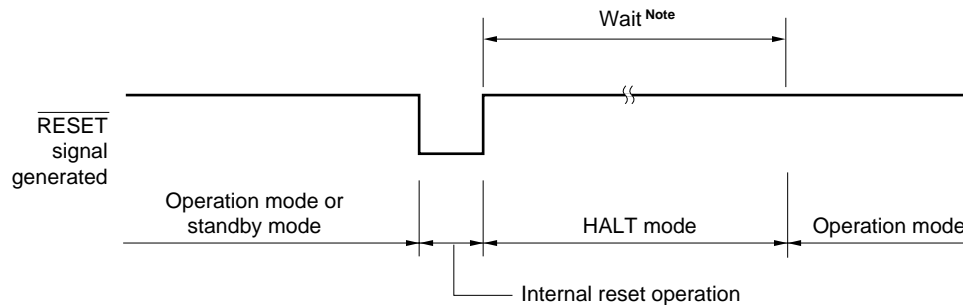 Wait Note
RESET
signal
generated
Operation mode or
standby mode
HALT mode
Operation mode
Internal reset operation